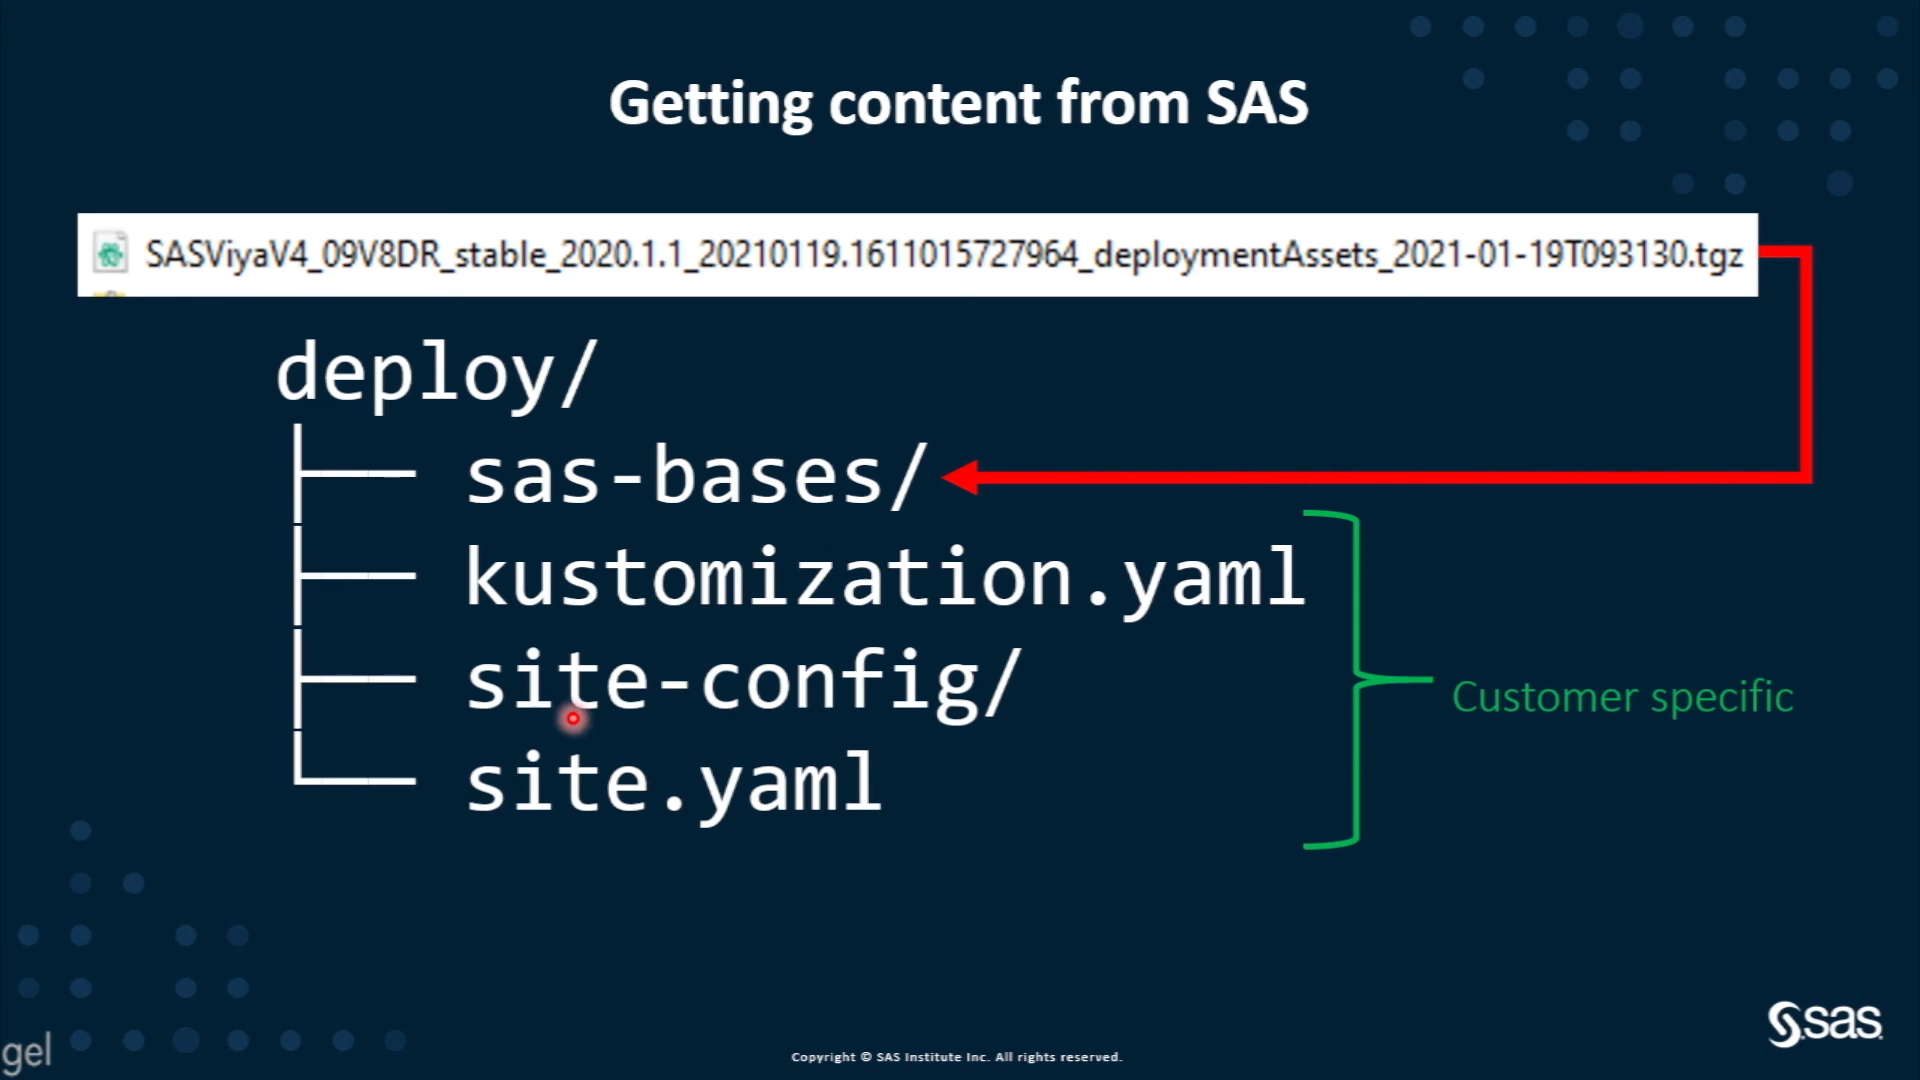 Getting content from SAS
SASViyaV4_09V8DR_stable_2020.1.1_20210119.1611015727964_deploymentAssets_2021-01-19T093130.tgz
deploy/
sas-bases/
kustomization.yaml
site-config/
Customer specific
site.yaml
gel
Copyright © SAS Institute Inc. All rights reserved.
sas